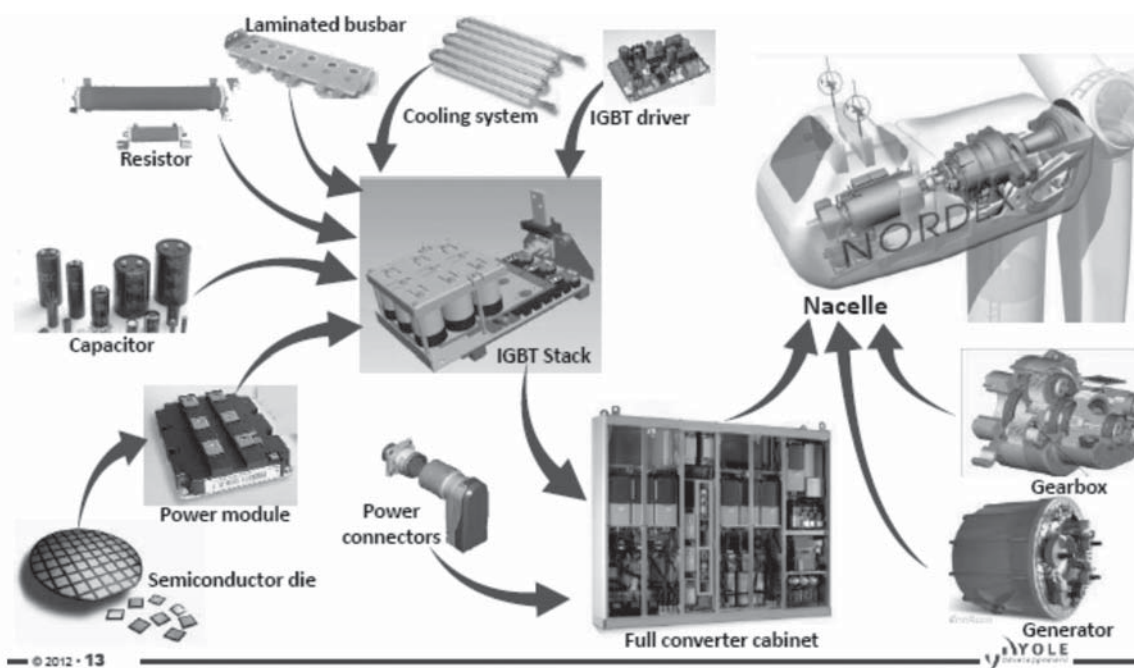 Laminated busbar
Cooling system
IGBT driver
Resistor
NORDEX
Capacitor
IGBT Stack
Nacelle
Power module
Power
connectors
Gearbox
Semiconductor die
Full converter cabinet
Generator
© 2012 • 13
YOLE
Développement